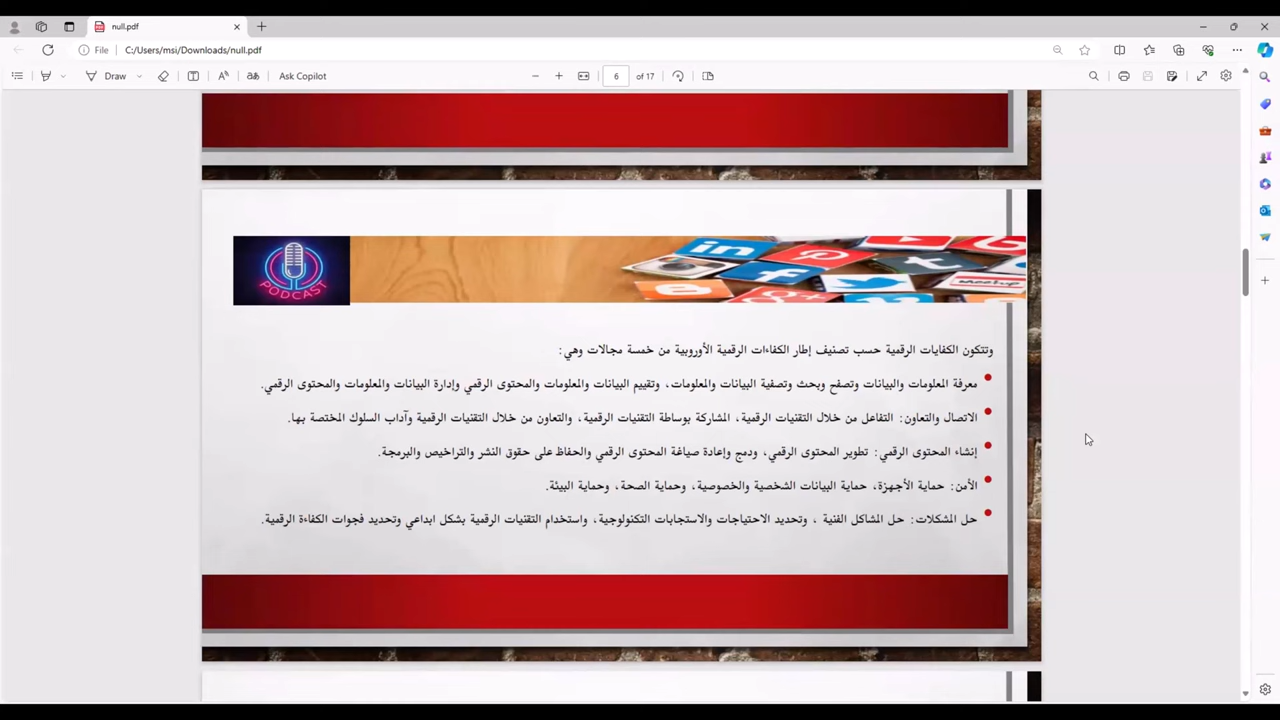 null.pdf
File
C:/Users/msi/Downloads/null.pdf
Draw
Ask Copilot
6 of 17
PODCAST
in
f
t
meetup
وتتكون الكفايات الرقمية حسب تصنيف إطار الكفاءات الرقمية الأوروبية من خمسة مجالات وهي:
معرفة المعلومات والبيانات وتصفح وبحث وتصفية البيانات والمعلومات، وتقييم البيانات والمعلومات والمحتوى الرقمي وإدارة البيانات والمعلومات والمحتوى الرقمي.
الاتصال والتعاون: التفاعل من خلال التقنيات الرقمية، المشاركة بوساطة التقنيات الرقمية، والتعاون من خلال التقنيات الرقمية وآداب السلوك المختصة بها.
إنشاء المحتوى الرقمي: تطوير المحتوى الرقمي، ودمج وإعادة صياغة المحتوى الرقمي والحفاظ على حقوق النشر والتراخيص والبرمجة.
الأمن: حماية الأجهزة، حماية البيانات الشخصية والخصوصية، وحماية الصحة، وحماية البيئة.
حل المشكلات: حل المشاكل الفنية ، وتحديد الاحتياجات والاستجابات التكنولوجية، واستخدام التقنيات الرقمية بشكل ابداعي وتحديد فجوات الكفاءة الرقمية.